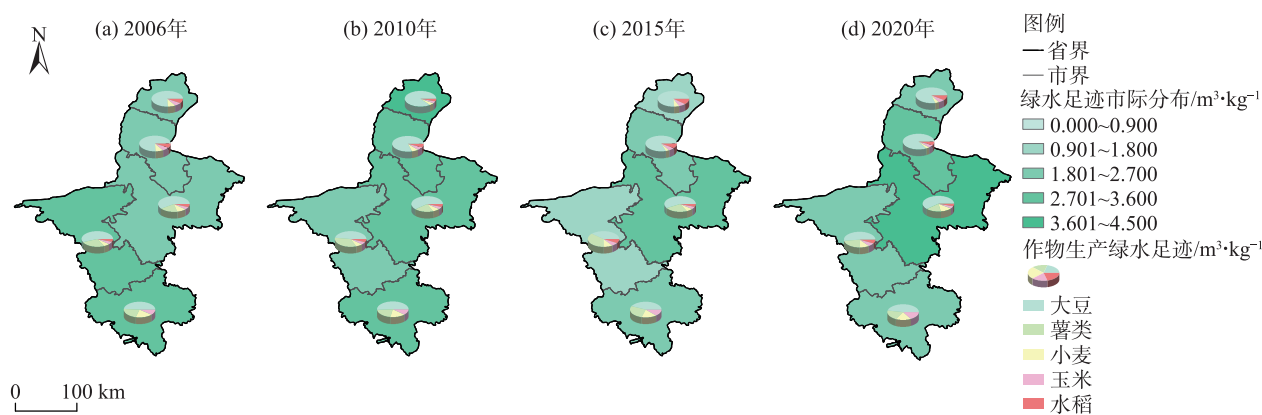 (a) 2006年
(b) 2010年
(c) 2015年
(d) 2020年
N
0 100 km
图例
省界
市界
绿水足迹市际分布/m³·kg⁻¹
0.000~0.900
0.901~1.800
1.801~2.700
2.701~3.600
3.601~4.500
作物生产绿水足迹/m³·kg⁻¹
大豆
薯类
小麦
玉米
水稻